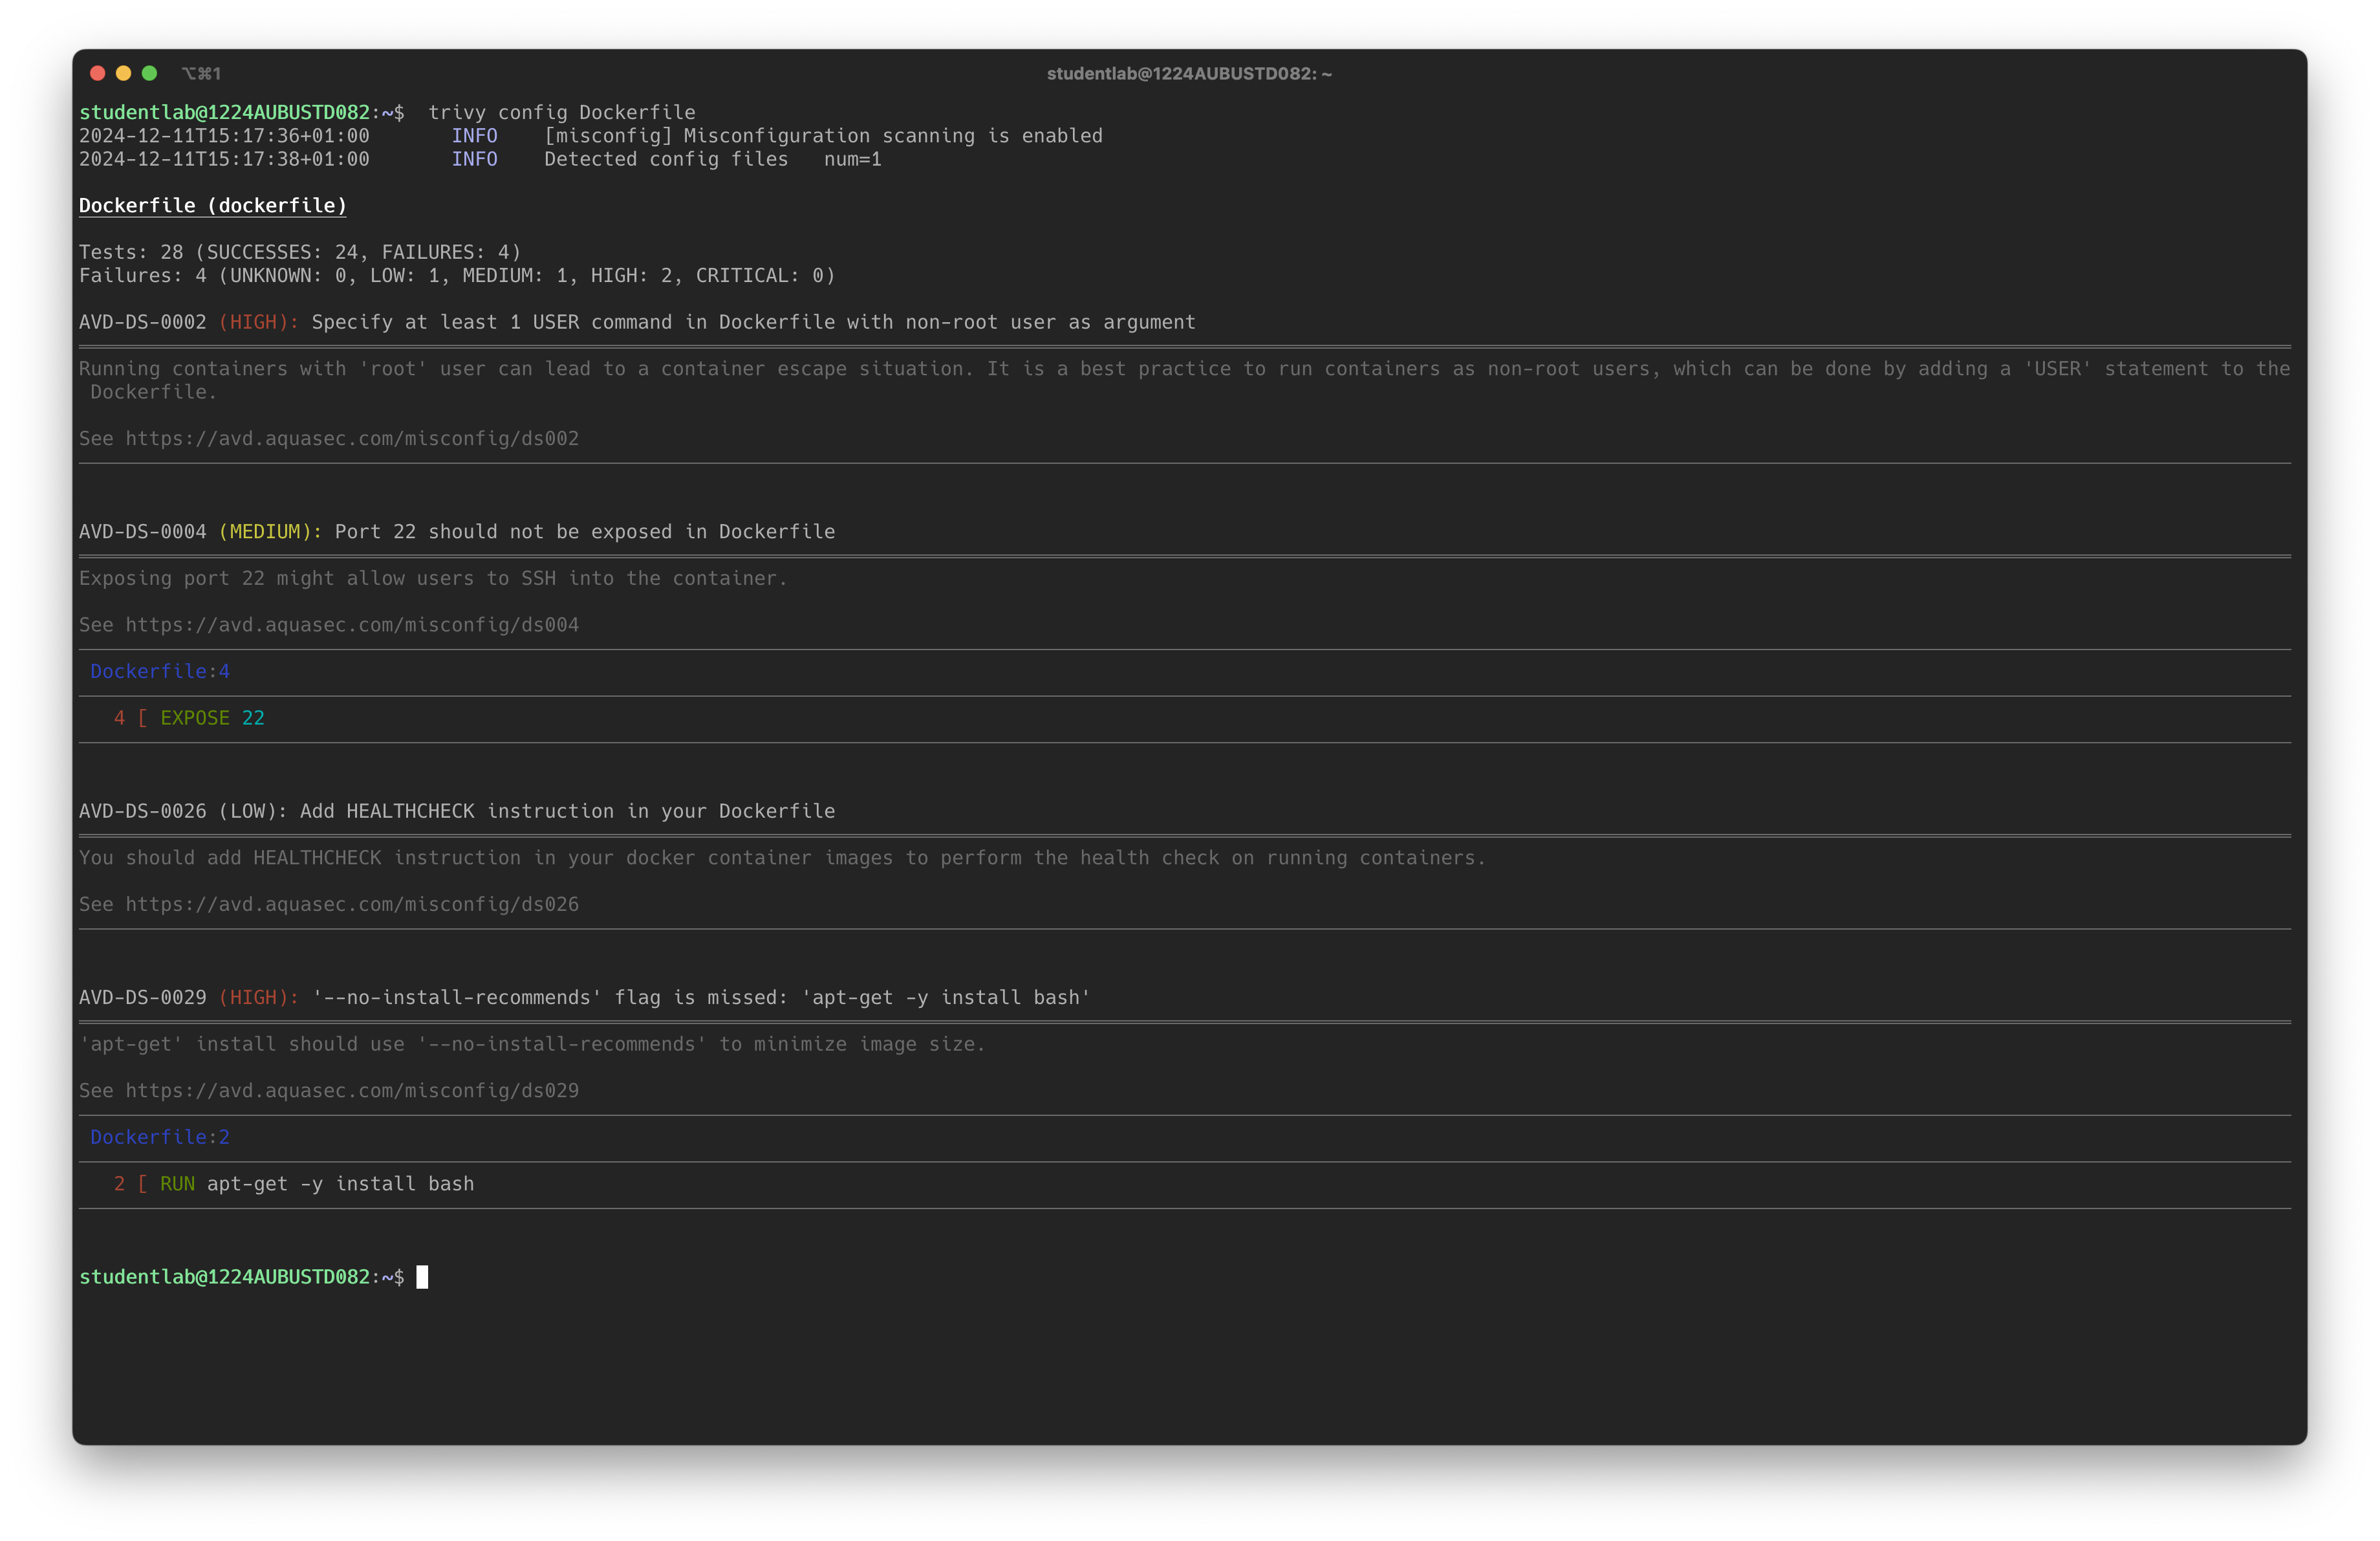 ⌥⌘1
studentlab@1224AUBUSTD082: ~
studentlab@1224AUBUSTD082:~$  trivy config Dockerfile
2024-12-11T15:17:36+01:00       INFO    [misconfig] Misconfiguration scanning is enabled
2024-12-11T15:17:38+01:00       INFO    Detected config files   num=1
Dockerfile (dockerfile)
Tests: 28 (SUCCESSES: 24, FAILURES: 4)
Failures: 4 (UNKNOWN: 0, LOW: 1, MEDIUM: 1, HIGH: 2, CRITICAL: 0)
AVD-DS-0002 (HIGH): Specify at least 1 USER command in Dockerfile with non-root user as argument
Running containers with 'root' user can lead to a container escape situation. It is a best practice to run containers as non-root users, which can be done by adding a 'USER' statement to the
 Dockerfile.
See https://avd.aquasec.com/misconfig/ds002
AVD-DS-0004 (MEDIUM): Port 22 should not be exposed in Dockerfile
Exposing port 22 might allow users to SSH into the container.
See https://avd.aquasec.com/misconfig/ds004
 Dockerfile:4
   4 [ EXPOSE 22
AVD-DS-0026 (LOW): Add HEALTHCHECK instruction in your Dockerfile
You should add HEALTHCHECK instruction in your docker container images to perform the health check on running containers.
See https://avd.aquasec.com/misconfig/ds026
AVD-DS-0029 (HIGH): '--no-install-recommends' flag is missed: 'apt-get -y install bash'
'apt-get' install should use '--no-install-recommends' to minimize image size.
See https://avd.aquasec.com/misconfig/ds029
 Dockerfile:2
   2 [ RUN apt-get -y install bash
studentlab@1224AUBUSTD082:~$